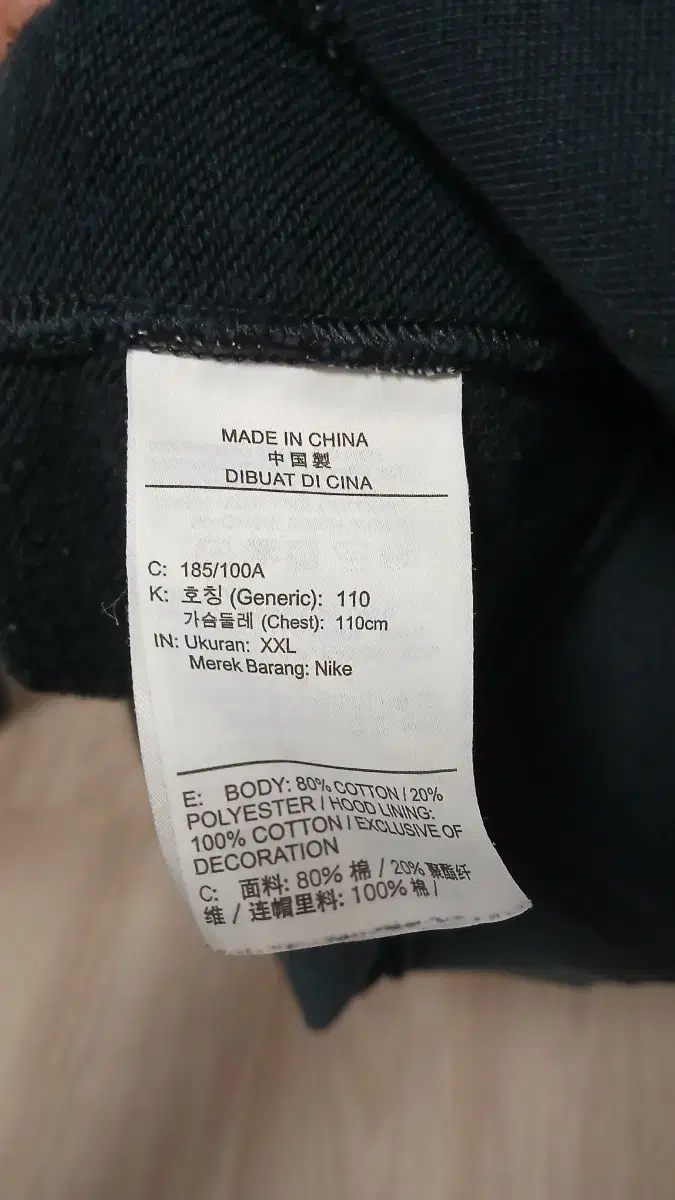 MADE IN CHINA
中国製
DIBUAT DI CINA
C: 185/100A
K: 호칭 (Generic): 110
가슴둘레 (Chest): 110cm
IN: Ukuran: XXL
Merek Barang: Nike
E: BODY: 80% COTTON / 20%
POLYESTER / HOOD LINING:
100% COTTON / EXCLUSIVE OF
DECORATION
C: 面料: 80% 棉 / 20% 聚酯纤
维 / 连帽里料: 100% 棉 /